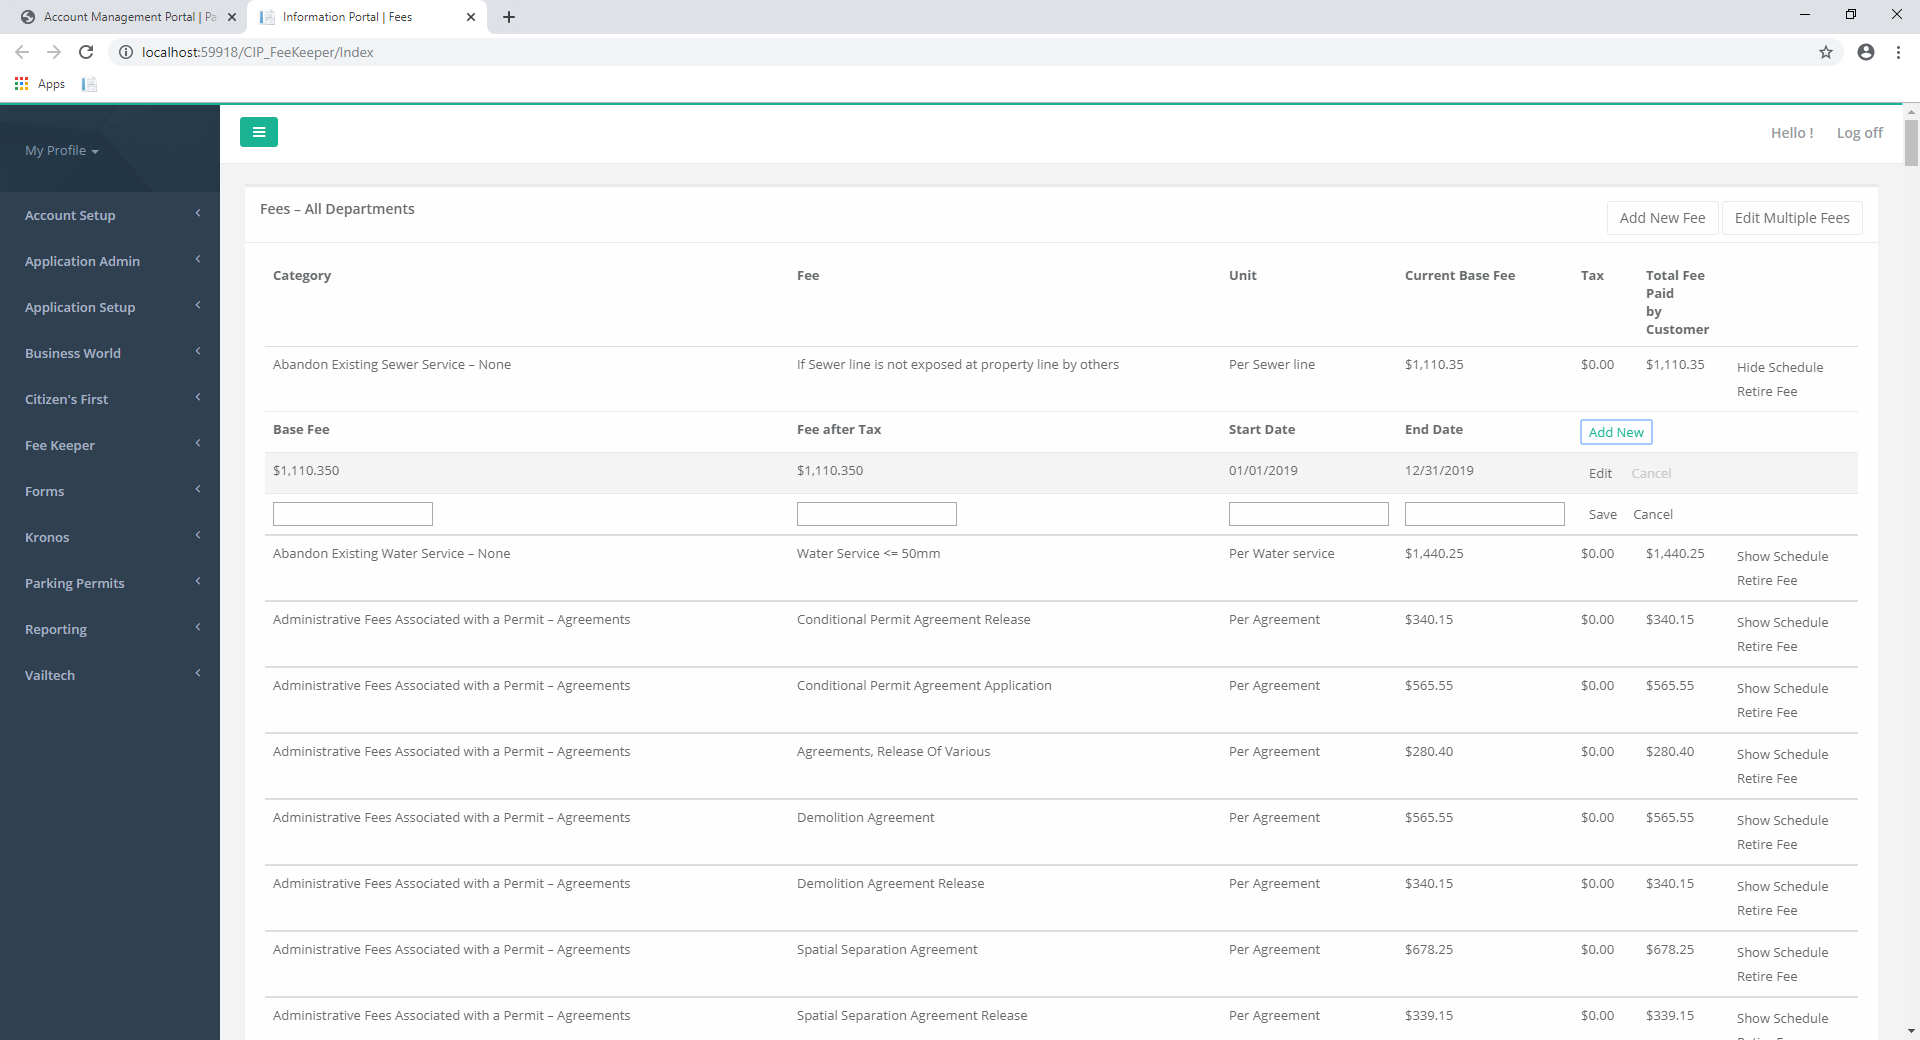 Account Management Portal | Pa
Information Portal | Fees
localhost:59918/CIP_FeeKeeper/Index
Apps
My Profile
Hello !
Log off
Account Setup
Application Admin
Application Setup
Business World
Citizen's First
Fee Keeper
Forms
Kronos
Parking Permits
Reporting
Vailtech
Fees – All Departments
Add New Fee
Edit Multiple Fees
Category Fee Unit Current Base Fee Tax Total Fee
Paid
by
Customer
Abandon Existing Sewer Service – None If Sewer line is not exposed at property line by others Per Sewer line $1,110.35 $0.00 $1,110.35 Hide Schedule
Retire Fee
Base Fee Fee after Tax Start Date End Date Add New
$1,110.350 $1,110.350 01/01/2019 12/31/2019 Edit Cancel
Save Cancel
Abandon Existing Water Service – None Water Service <= 50mm Per Water service $1,440.25 $0.00 $1,440.25 Show Schedule
Retire Fee
Administrative Fees Associated with a Permit – Agreements Conditional Permit Agreement Release Per Agreement $340.15 $0.00 $340.15 Show Schedule
Retire Fee
Administrative Fees Associated with a Permit – Agreements Conditional Permit Agreement Application Per Agreement $565.55 $0.00 $565.55 Show Schedule
Retire Fee
Administrative Fees Associated with a Permit – Agreements Agreements, Release Of Various Per Agreement $280.40 $0.00 $280.40 Show Schedule
Retire Fee
Administrative Fees Associated with a Permit – Agreements Demolition Agreement Per Agreement $565.55 $0.00 $565.55 Show Schedule
Retire Fee
Administrative Fees Associated with a Permit – Agreements Demolition Agreement Release Per Agreement $340.15 $0.00 $340.15 Show Schedule
Retire Fee
Administrative Fees Associated with a Permit – Agreements Spatial Separation Agreement Per Agreement $678.25 $0.00 $678.25 Show Schedule
Retire Fee
Administrative Fees Associated with a Permit – Agreements Spatial Separation Agreement Release Per Agreement $339.15 $0.00 $339.15 Show Schedule